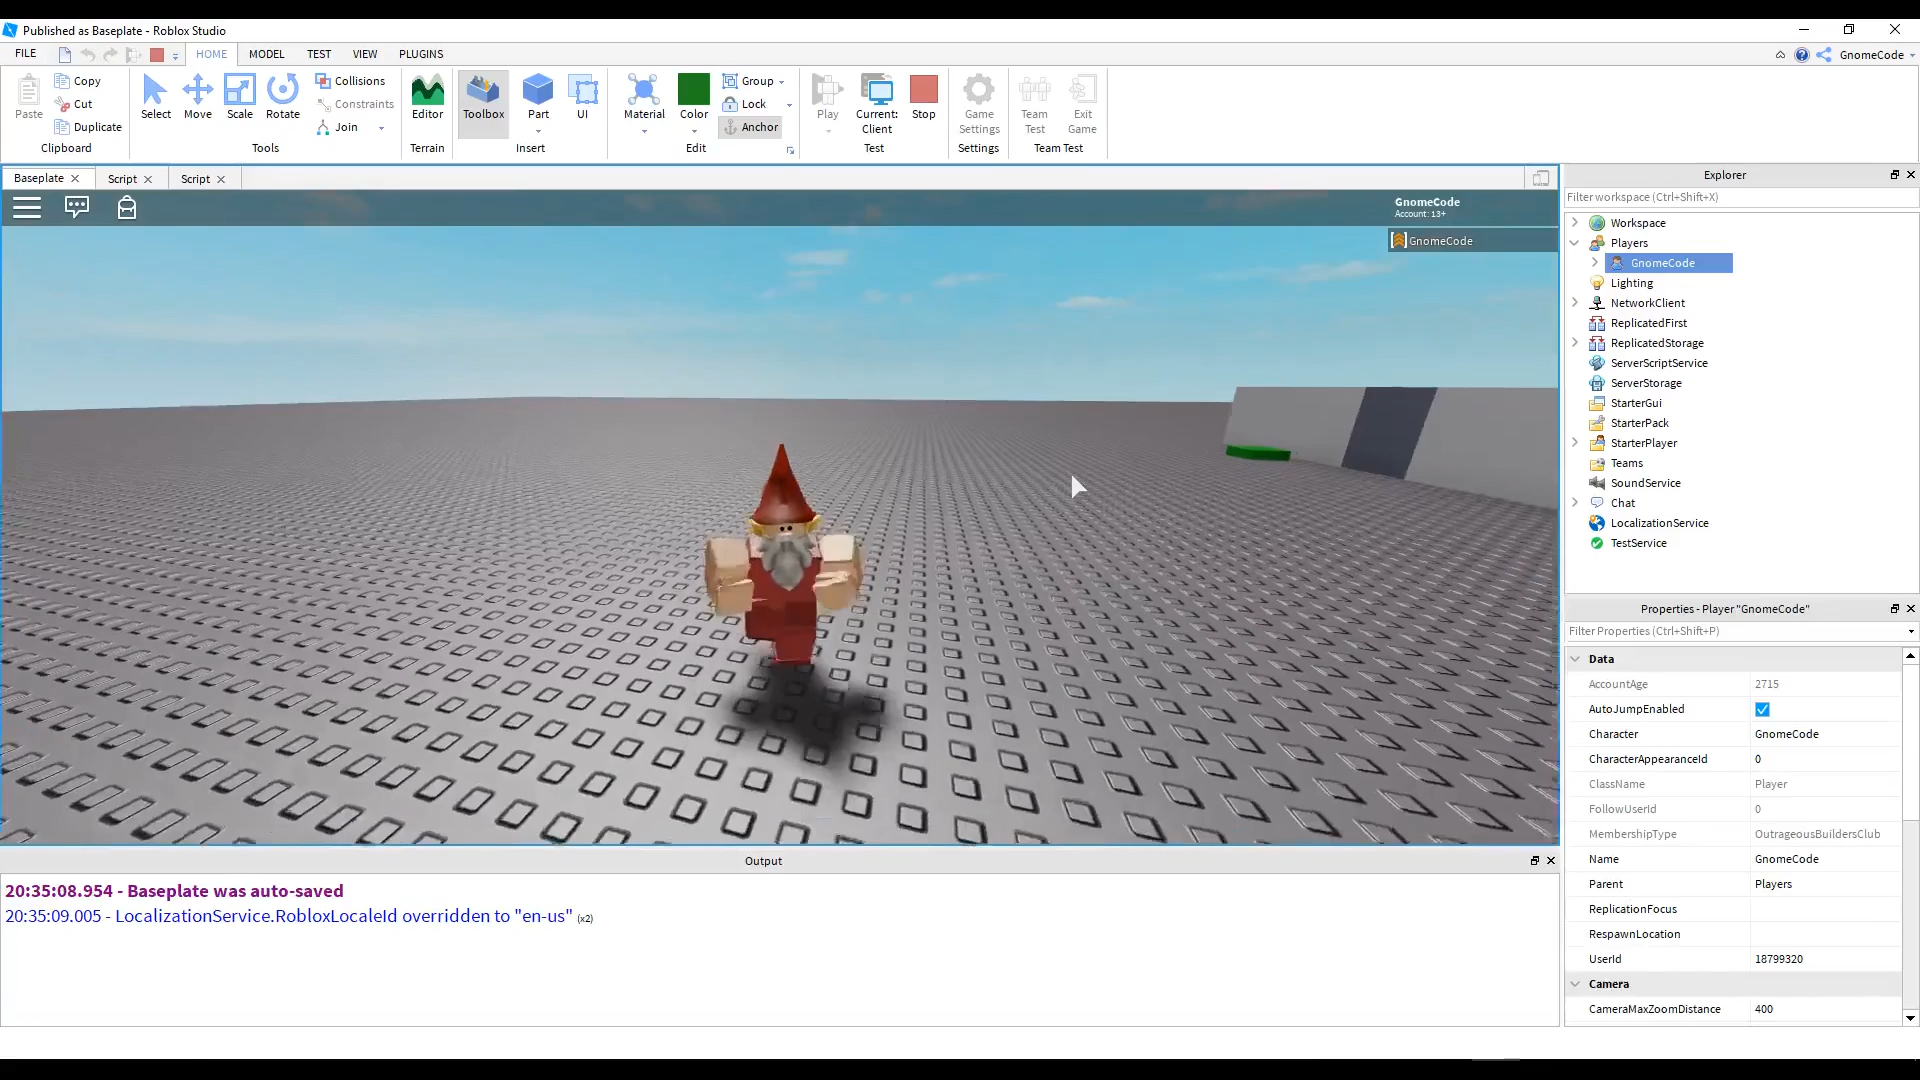 Published as Baseplate - Roblox Studio
FILE
HOME
MODEL
TEST
VIEW
PLUGINS
GnomeCode
Paste
Copy
Cut
Duplicate
Clipboard
Select
Move
Scale
Rotate
Collisions
Constraints
Join
Tools
Editor
Terrain
Toolbox
Part
UI
Insert
Material
Color
Group
Lock
Anchor
Edit
Play
Current:
Client
Stop
Test
Game
Settings
Settings
Team
Test
Exit
Game
Team Test
Baseplate
Script
Script
GnomeCode
Account: 13+
GnomeCode
Explorer
Filter workspace (Ctrl+Shift+X)
Workspace
Players
GnomeCode
Lighting
NetworkClient
ReplicatedFirst
ReplicatedStorage
ServerScriptService
ServerStorage
StarterGui
StarterPack
StarterPlayer
Teams
SoundService
Chat
LocalizationService
TestService
Properties - Player "GnomeCode"
Filter Properties (Ctrl+Shift+P)
Data
AccountAge 2715
AutoJumpEnabled
Character GnomeCode
CharacterAppearanceId 0
ClassName Player
FollowUserId 0
MembershipType OutrageousBuildersClub
Name GnomeCode
Parent Players
ReplicationFocus
RespawnLocation
UserId 18799320
Camera
CameraMaxZoomDistance 400
Output
20:35:08.954 - Baseplate was auto-saved
20:35:09.005 - LocalizationService.RobloxLocaleId overridden to "en-us" (x2)